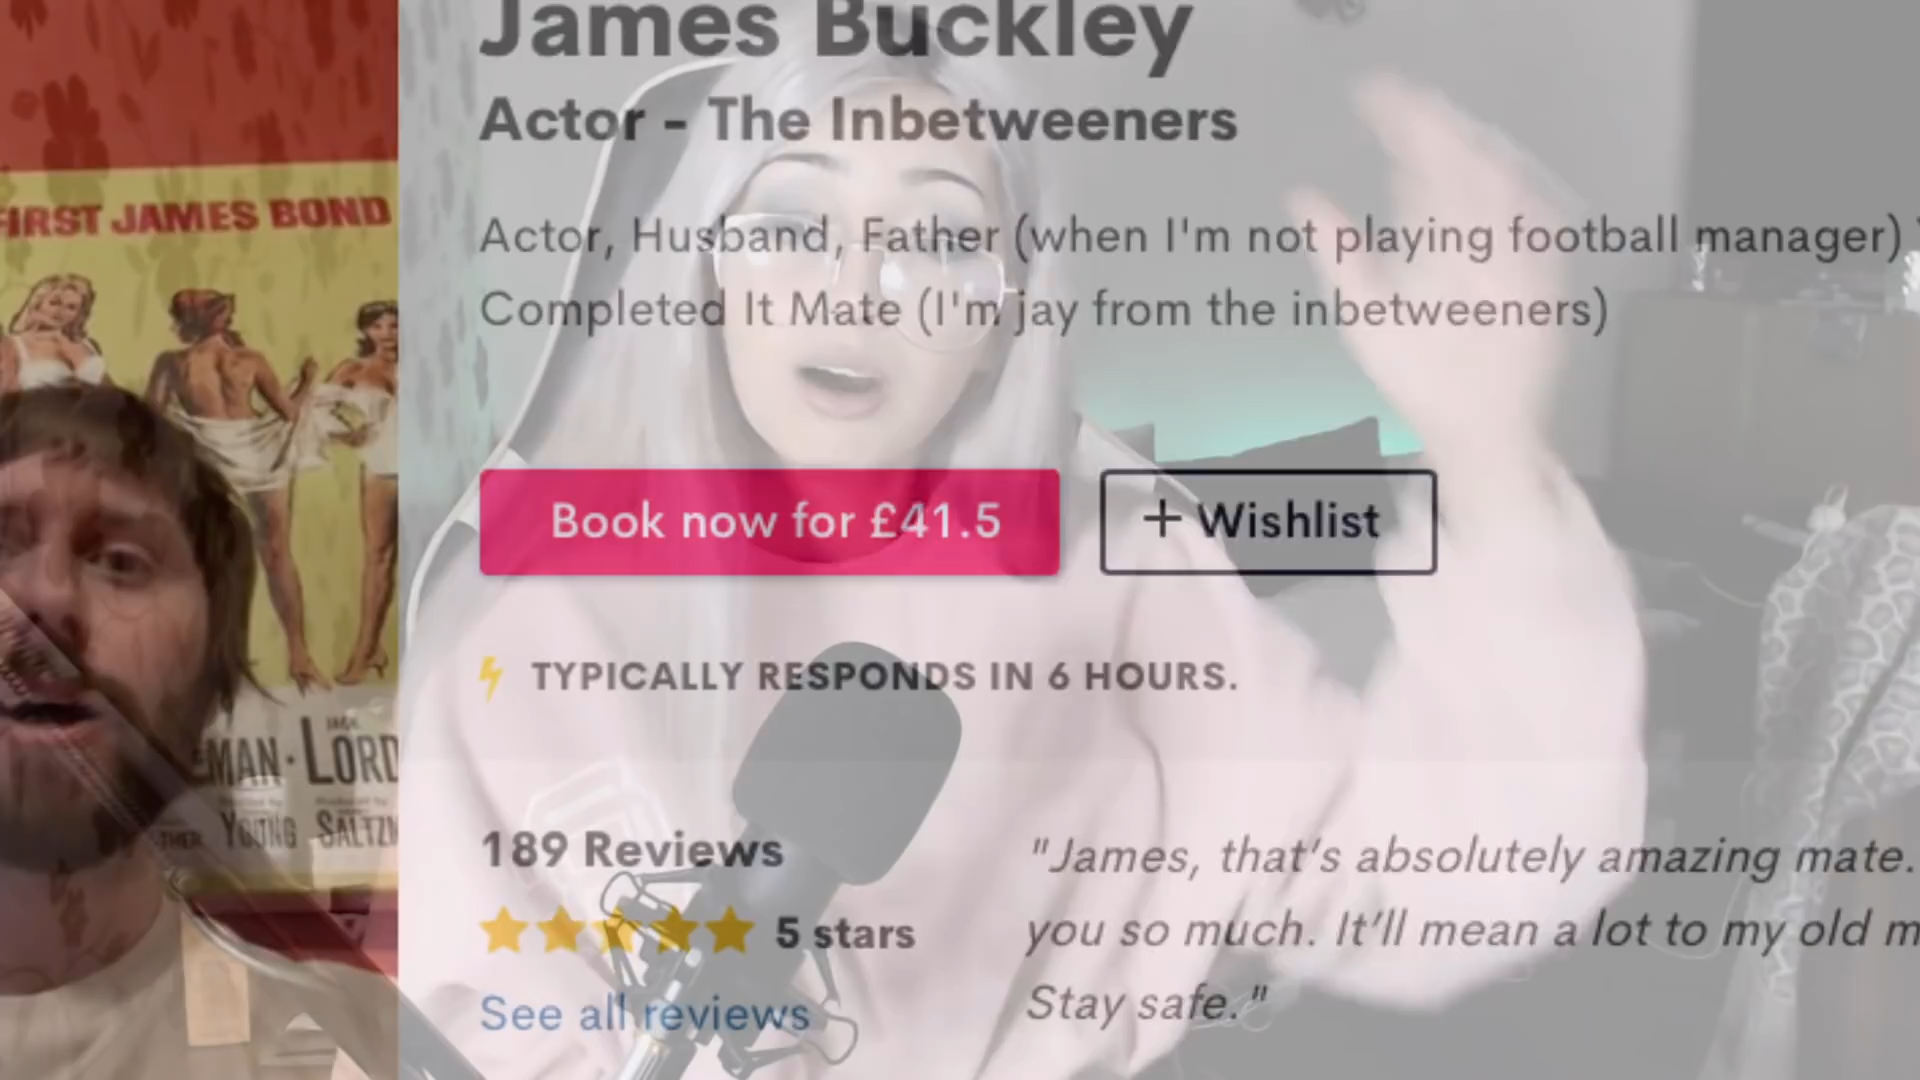 James Buckley
Actor - The Inbetweeners
Actor, Husband, Father (when I'm not playing football manager)
Completed It Mate (I'm jay from the inbetweeners)
Book now for £41.5
+ Wishlist
TYPICALLY RESPONDS IN 6 HOURS.
189 Reviews
5 stars
See all reviews
"James, that's absolutely amazing mate.
you so much. It'll mean a lot to my old
Stay safe."
FIRST JAMES BOND
MAN · LORD
YOUNG SALTZ